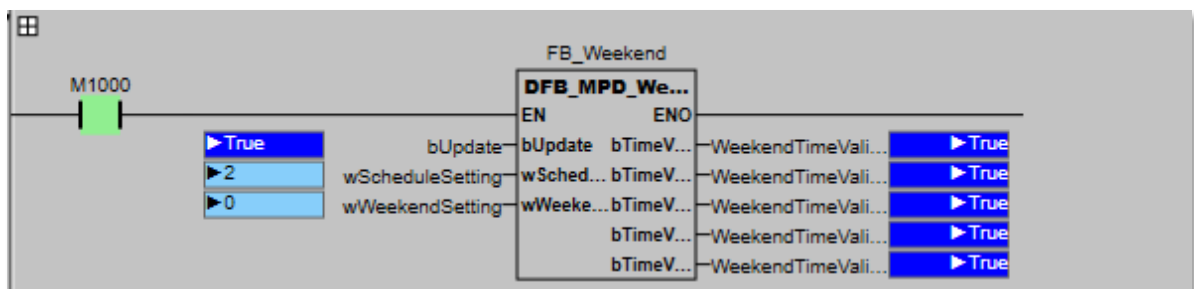 FB_Weekend
M1000
DFB_MPD_We...
EN ENO
▶True bUpdate bUpdate bTimeV... WeekendTimeVali... ▶True
▶2 wScheduleSetting wSched... bTimeV... WeekendTimeVali... ▶True
▶0 wWeekendSetting wWeeke... bTimeV... WeekendTimeVali... ▶True
bTimeV... WeekendTimeVali... ▶True
bTimeV... WeekendTimeVali... ▶True